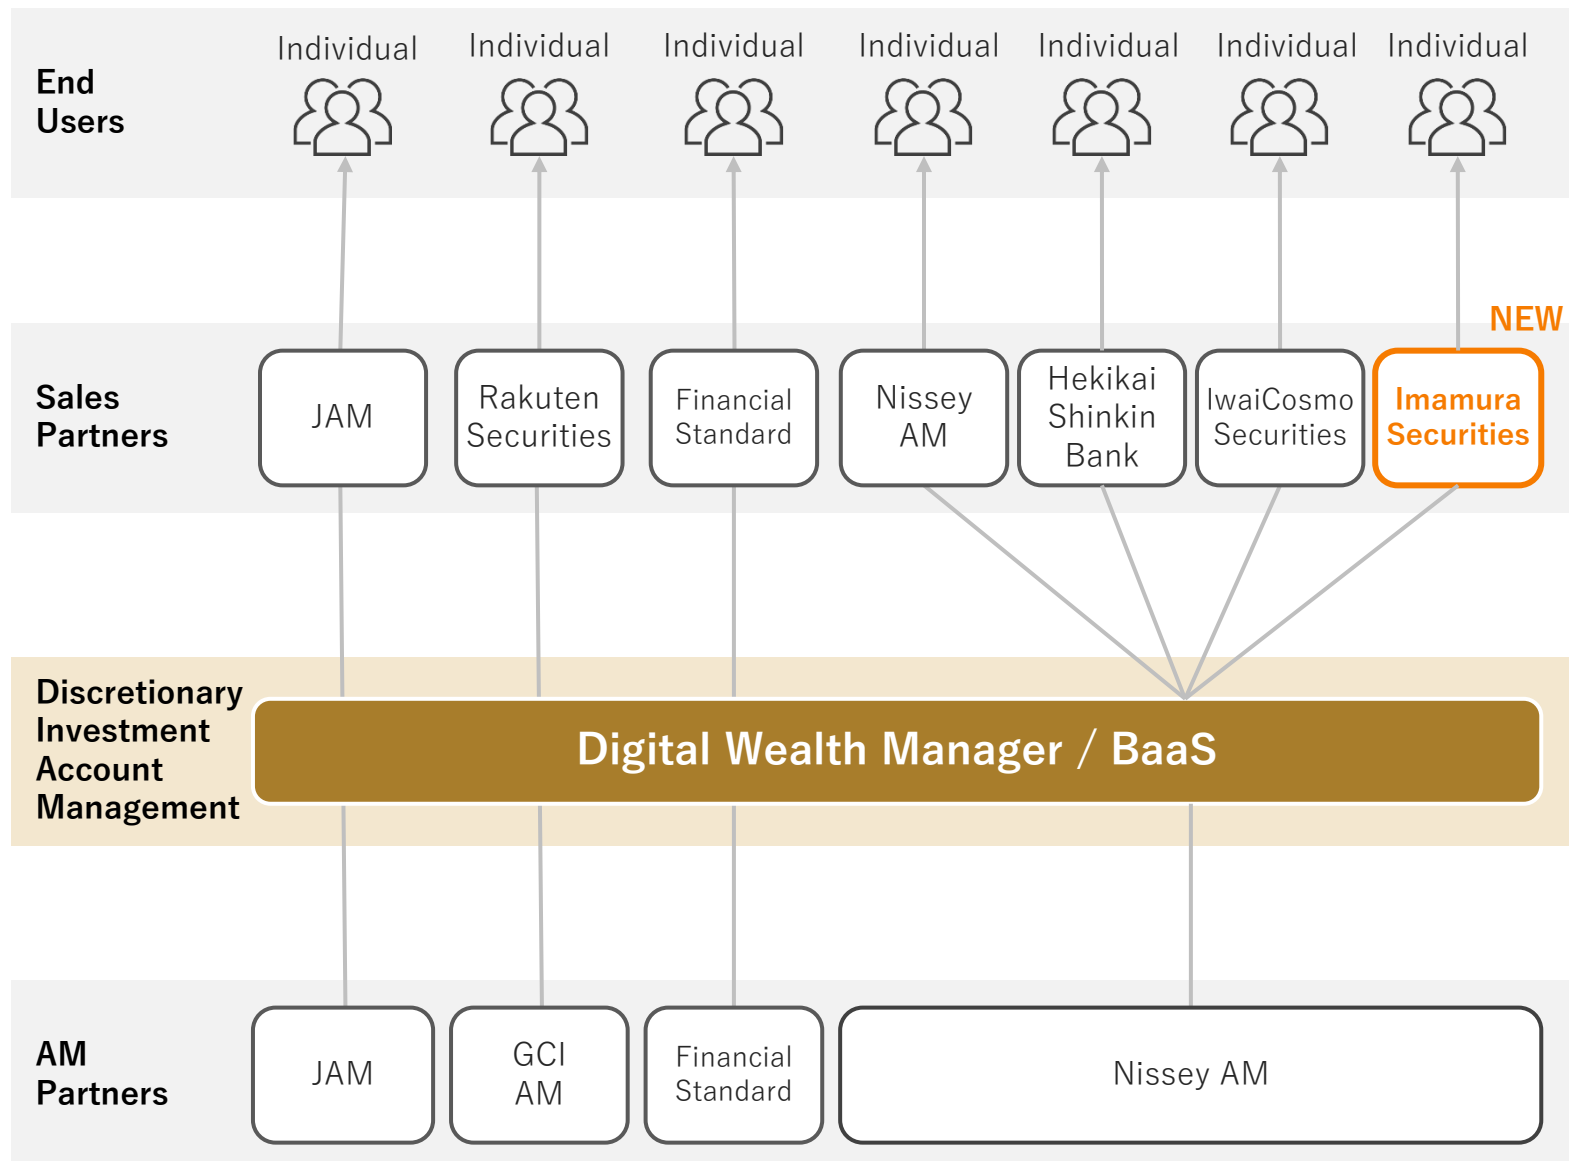 End
Users
Individual
Individual
Individual
Individual
Individual
Individual
Individual
NEW
Sales
Partners
JAM
Rakuten
Securities
Financial
Standard
Nissey
AM
Hekikai
Shinkin
Bank
IwaiCosmo
Securities
Imamura
Securities
Discretionary
Investment
Account
Management
Digital Wealth Manager / BaaS
AM
Partners
JAM
GCI
AM
Financial
Standard
Nissey AM